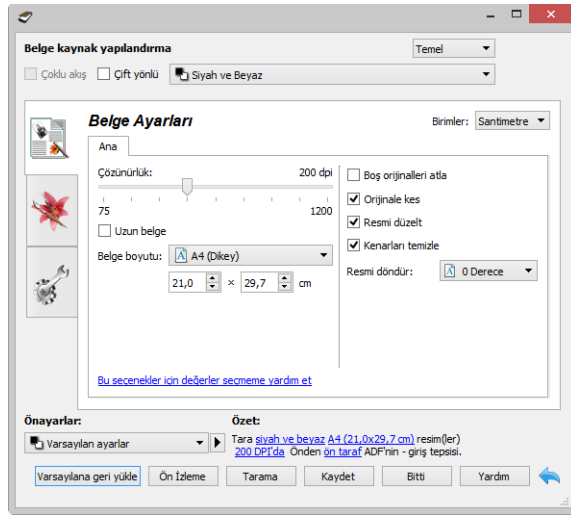 Belge kaynak yapılandırma
Temel
Çoklu akış Çift yönlü Siyah ve Beyaz
Belge Ayarları
Birimler: Santimetre
Ana
Çözünürlük: 200 dpi
75 1200
Uzun belge
Belge boyutu: A4 (Dikey)
21,0 × 29,7 cm
Boş orijinalleri atla
Orijinale kes
Resmi düzelt
Kenarları temizle
Resmi döndür: 0 Derece
Bu seçenekler için değerler seçmeme yardım et
Önayarlar:
Varsayılan ayarlar
Özet:
Tara siyah ve beyaz A4 (21,0x29,7 cm) resim(ler)
200 DPI'da Önden ön taraf ADF'nin - giriş tepsisi.
Varsayılana geri yükle Ön İzleme Tarama Kaydet Bitti Yardım